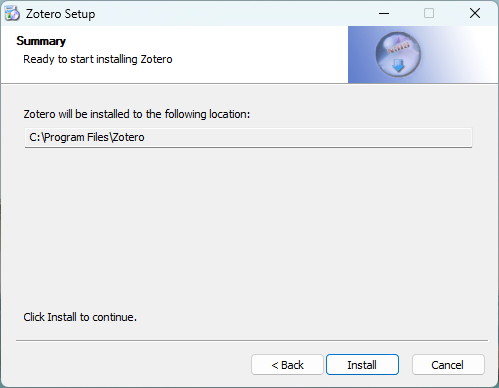 Zotero Setup
Summary
Ready to start installing Zotero
Zotero will be installed to the following location:
C:\Program Files\Zotero
Click Install to continue.
< Back
Install
Cancel